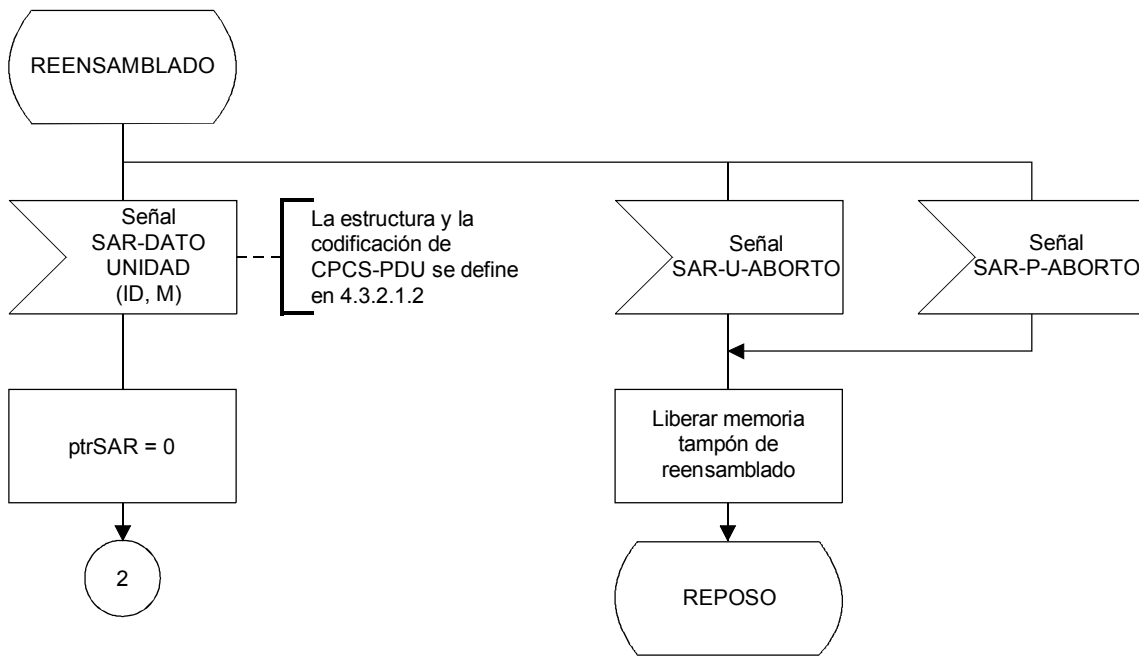 REENSAMBLADO
Señal
SAR-DATO
UNIDAD
(ID, M)
La estructura y la
codificación de
CPCS-PDU se define
en 4.3.2.1.2
Señal
SAR-U-ABORTO
Señal
SAR-P-ABORTO
ptrSAR = 0
Liberar memoria
tampón de
reensamblado
2
REPOSO